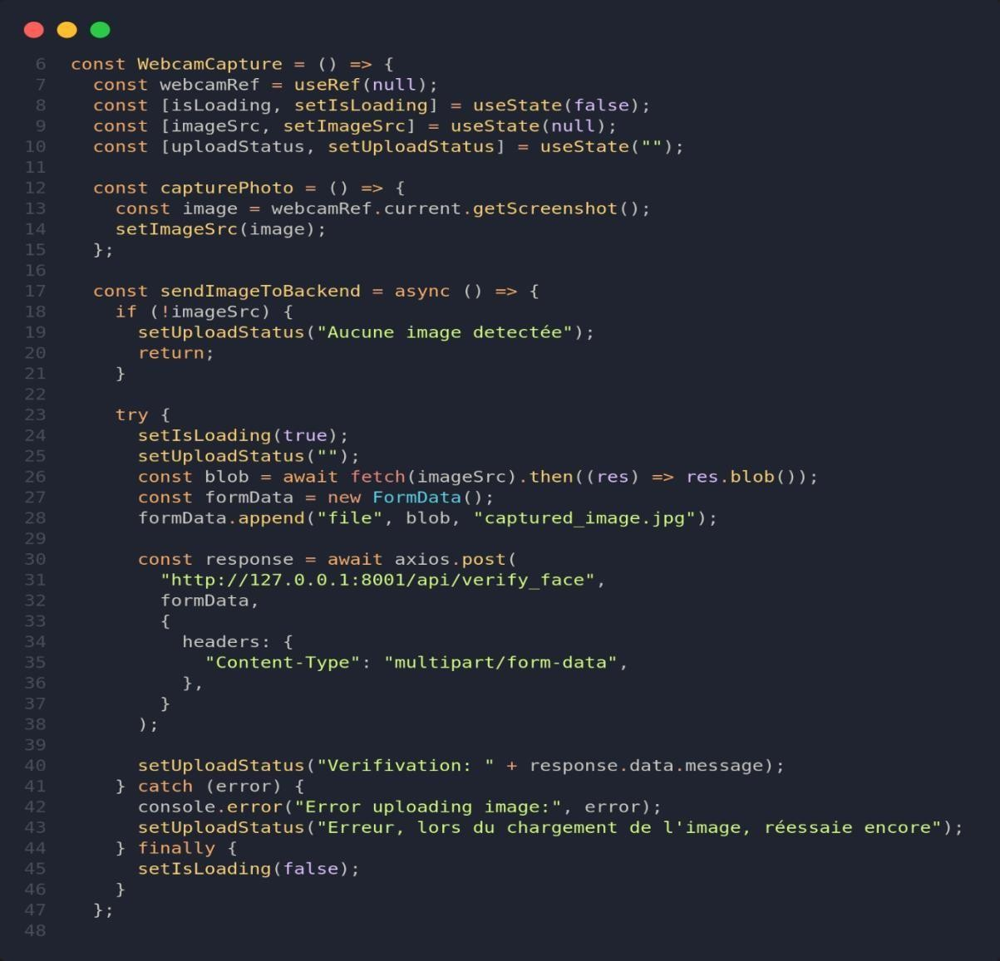 6 const WebcamCapture = () => {
7   const webcamRef = useRef(null);
8   const [isLoading, setIsLoading] = useState(false);
9   const [imageSrc, setImageSrc] = useState(null);
10   const [uploadStatus, setUploadStatus] = useState("");
11
12   const capturePhoto = () => {
13     const image = webcamRef.current.getScreenshot();
14     setImageSrc(image);
15   };
16
17   const sendImageToBackend = async () => {
18     if (!imageSrc) {
19       setUploadStatus("Aucune image detectée");
20       return;
21     }
22
23     try {
24       setIsLoading(true);
25       setUploadStatus("");
26       const blob = await fetch(imageSrc).then((res) => res.blob());
27       const formData = new FormData();
28       formData.append("file", blob, "captured_image.jpg");
29
30       const response = await axios.post(
31         "http://127.0.0.1:8001/api/verify_face",
32         formData,
33         {
34           headers: {
35             "Content-Type": "multipart/form-data",
36           },
37         }
38       );
39
40       setUploadStatus("Verifivation: " + response.data.message);
41     } catch (error) {
42       console.error("Error uploading image:", error);
43       setUploadStatus("Erreur, lors du chargement de l'image, réessaie encore");
44     } finally {
45       setIsLoading(false);
46     }
47   };
48